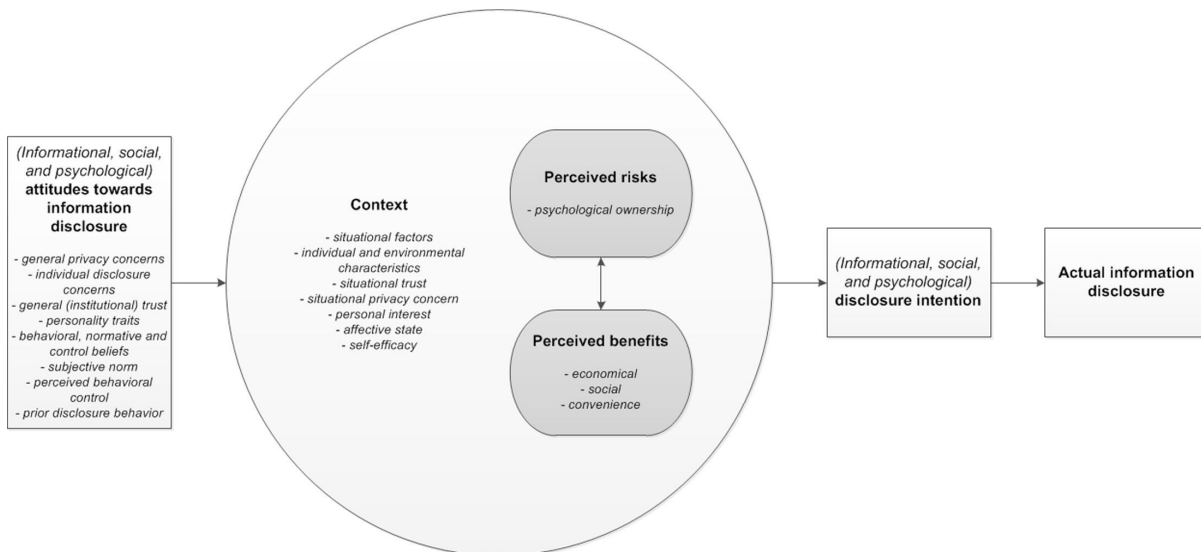 (Informational, social,
and psychological)
attitudes towards
information
disclosure
- general privacy concerns
- individual disclosure
concerns
- general (institutional) trust
- personality traits
- behavioral, normative and
control beliefs
- subjective norm
- perceived behavioral
control
- prior disclosure behavior
Context
- situational factors
- individual and environmental
characteristics
- situational trust
- situational privacy concern
- personal interest
- affective state
- self-efficacy
Perceived risks
- psychological ownership
Perceived benefits
- economical
- social
- convenience
(Informational, social,
and psychological)
disclosure intention
Actual information
disclosure